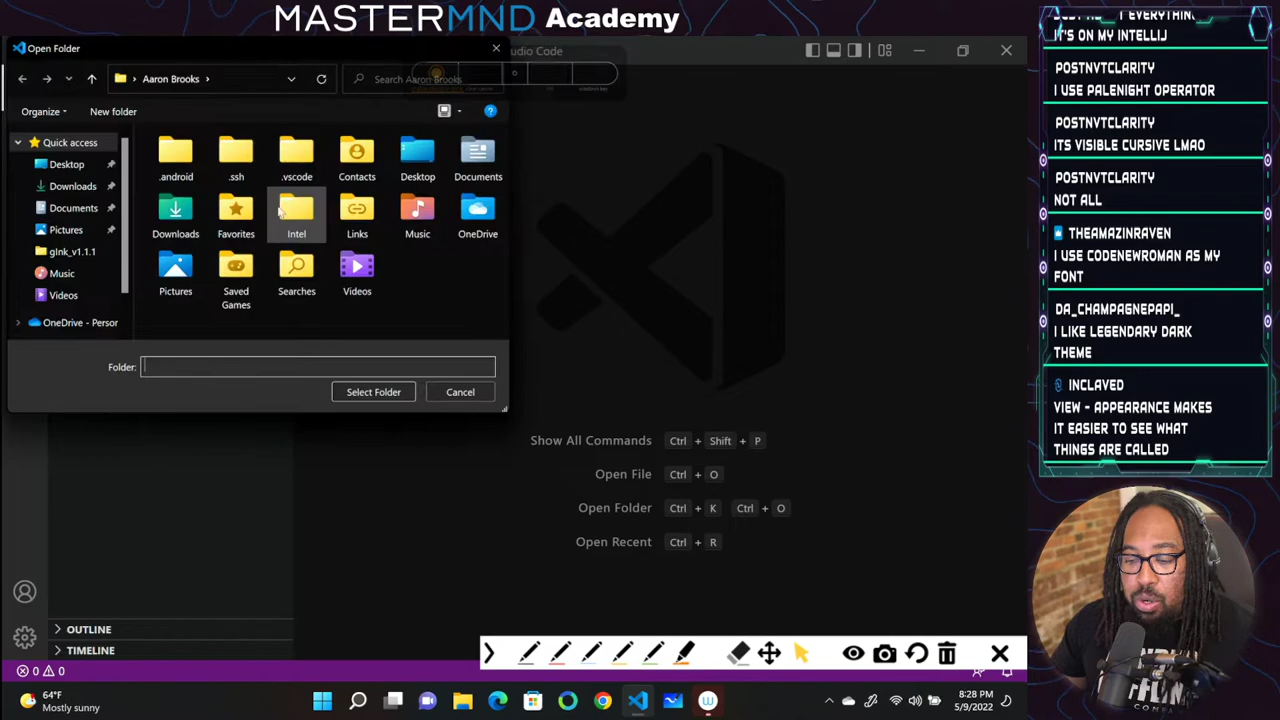 MASTERMND Academy
Open Folder
udio Code
Aaron Brooks
Search Aaron Brooks
Organize
New folder
Quick access
Desktop
Downloads
Documents
Pictures
gInk_v1.1.1
Music
Videos
OneDrive - Persor
.android
.ssh
.vscode
Contacts
Desktop
Documents
Downloads
Favorites
Intel
Links
Music
OneDrive
Pictures
Saved
Games
Searches
Videos
Folder:
Select Folder
Cancel
Show All Commands Ctrl + Shift + P
Open File Ctrl + O
Open Folder Ctrl + K Ctrl + O
Open Recent Ctrl + R
OUTLINE
TIMELINE
0 0
64°F
Mostly sunny
8:28 PM
5/9/2022
IT'S ON MY INTELLIJ
POSTNVTCLARITY
I USE PALENIGHT OPERATOR
POSTNVTCLARITY
ITS VISIBLE CURSIVE LMAO
POSTNVTCLARITY
NOT ALL
THEAMAZINRAVEN
I USE CODENEWROMAN AS MY
FONT
DA_CHAMPAGNEPAPI_
I LIKE LEGENDARY DARK
THEME
INCLAVED
VIEW - APPEARANCE MAKES
IT EASIER TO SEE WHAT
THINGS ARE CALLED